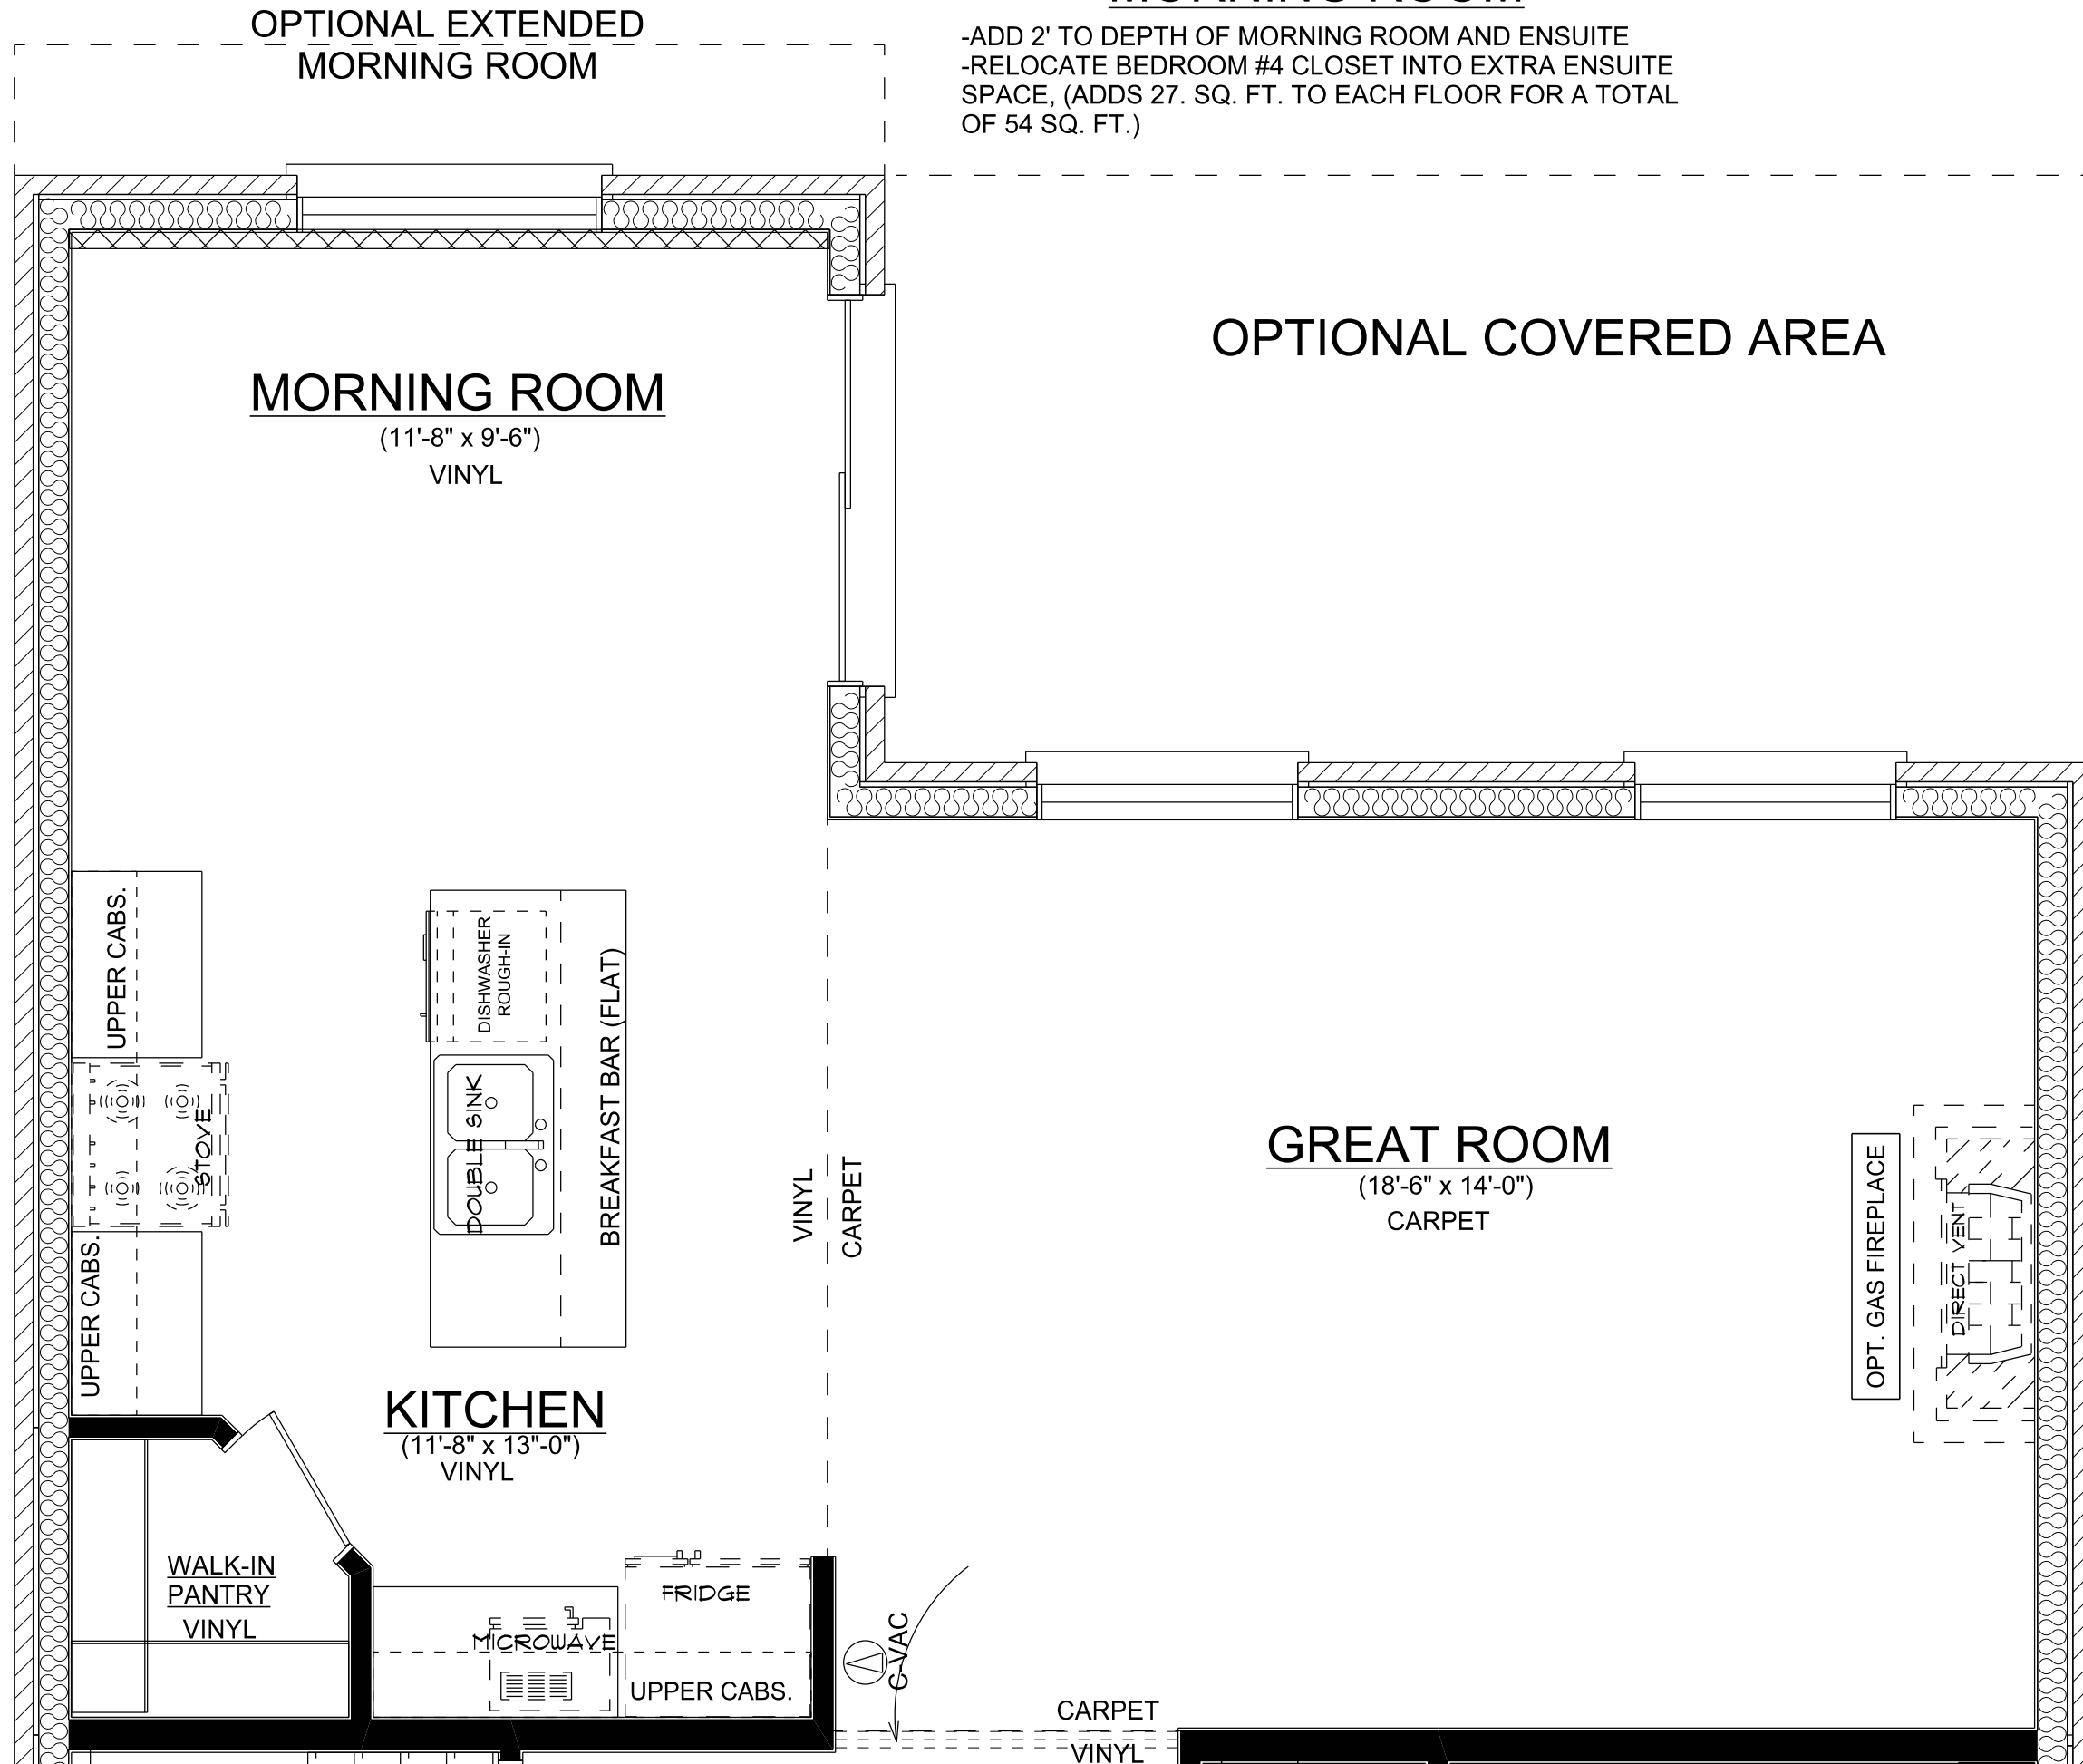 OPTIONAL EXTENDED
MORNING ROOM
MORNING ROOM
-ADD 2' TO DEPTH OF MORNING ROOM AND ENSUITE
-RELOCATE BEDROOM #4 CLOSET INTO EXTRA ENSUITE
SPACE, (ADDS 27. SQ. FT. TO EACH FLOOR FOR A TOTAL
OF 54 SQ. FT.)
OPTIONAL COVERED AREA
MORNING ROOM
(11'-8" x 9'-6")
VINYL
UPPER CABS.
DISHWASHER
ROUGH-IN
BREAKFAST BAR (FLAT)
DOUBLE SINK
STOVE
UPPER CABS.
VINYL
CARPET
GREAT ROOM
(18'-6" x 14'-0")
CARPET
OPT. GAS FIREPLACE
DIRECT VENT
KITCHEN
(11'-8" x 13"-0")
VINYL
WALK-IN
PANTRY
VINYL
FRIDGE
MICROWAVE
UPPER CABS.
C-VAC
CARPET
VINYL